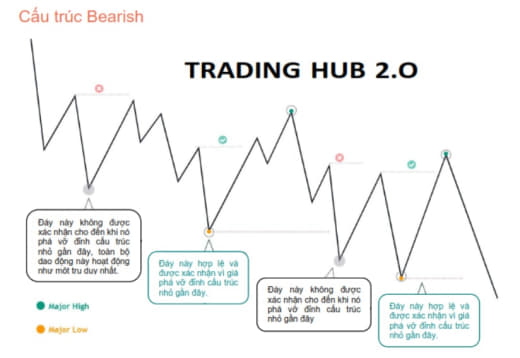 Cấu trúc Bearish
TRADING HUB 2.O
Đáy này không được
xác nhận cho đến khi nó
phá vỡ đỉnh cấu trúc
nhỏ gần đây, toàn bộ
dao động này hoạt động
như một tru duy nhất.
Đáy này hợp lệ và
được xác nhận vì giá
phá vỡ đỉnh cấu trúc
nhỏ gần đây.
Đáy này không được
xác nhận cho đến khi nó
phá vỡ đỉnh cấu trúc
nhỏ gần đây
Đáy này hợp lệ và
được xác nhận vì giá
phá vỡ đỉnh cấu trúc
nhỏ gần đây.
Major High
Major Low